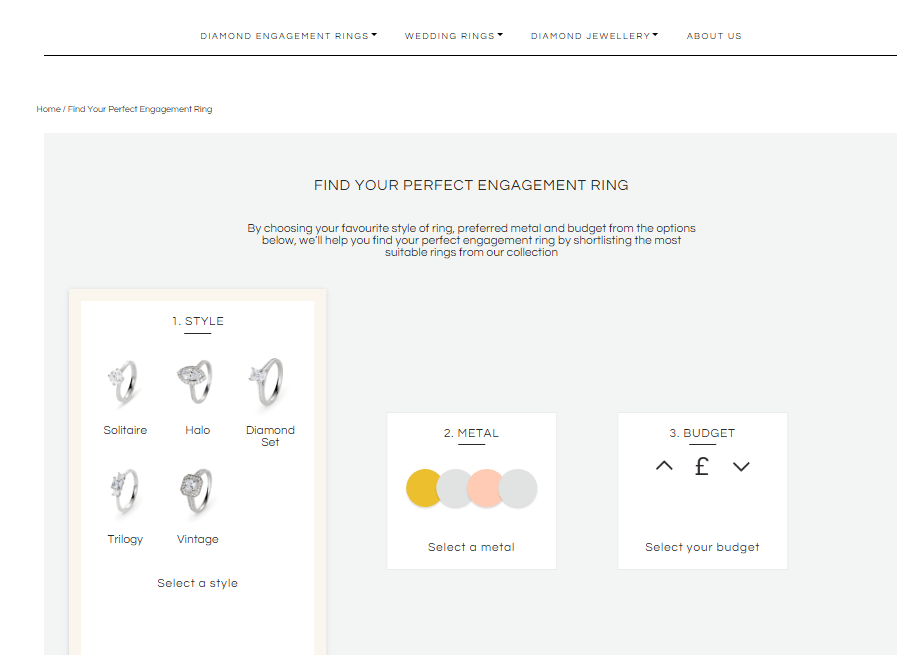 DIAMOND ENGAGEMENT RINGS WEDDING RINGS DIAMOND JEWELLERY ABOUT US
Home / Find Your Perfect Engagement Ring
FIND YOUR PERFECT ENGAGEMENT RING
By choosing your favourite style of ring, preferred metal and budget from the options
below, we'll help you find your perfect engagement ring by shortlisting the most
suitable rings from our collection
1. STYLE
Solitaire Halo Diamond
Set
Trilogy Vintage
Select a style
2. METAL
Select a metal
3. BUDGET
£
Select your budget